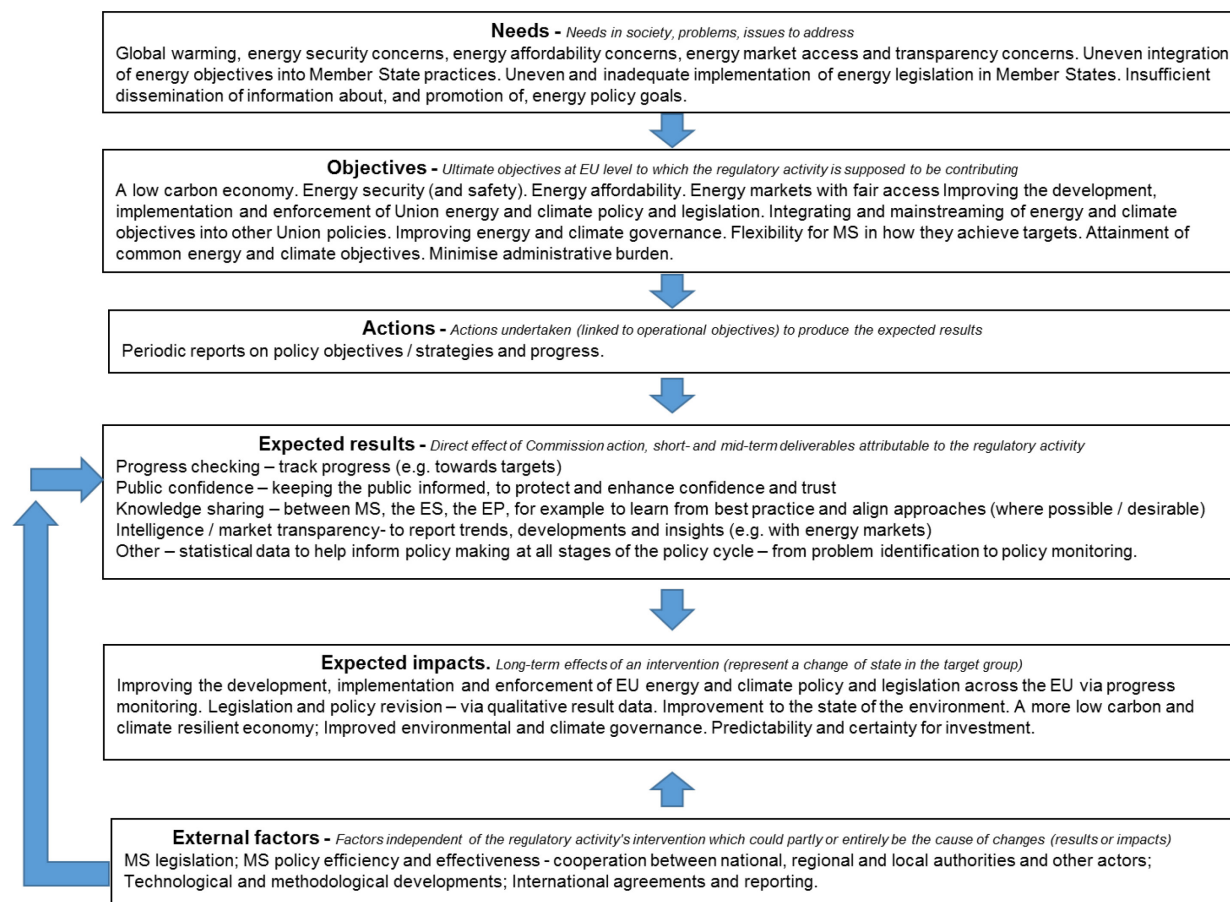 Needs - Needs in society, problems, issues to address
Global warming, energy security concerns, energy affordability concerns, energy market access and transparency concerns. Uneven integration
of energy objectives into Member State practices. Uneven and inadequate implementation of energy legislation in Member States. Insufficient
dissemination of information about, and promotion of, energy policy goals.
Objectives - Ultimate objectives at EU level to which the regulatory activity is supposed to be contributing
A low carbon economy. Energy security (and safety). Energy affordability. Energy markets with fair access Improving the development,
implementation and enforcement of Union energy and climate policy and legislation. Integrating and mainstreaming of energy and climate
objectives into other Union policies. Improving energy and climate governance. Flexibility for MS in how they achieve targets. Attainment of
common energy and climate objectives. Minimise administrative burden.
Actions - Actions undertaken (linked to operational objectives) to produce the expected results
Periodic reports on policy objectives / strategies and progress.
Expected results - Direct effect of Commission action, short- and mid-term deliverables attributable to the regulatory activity
Progress checking – track progress (e.g. towards targets)
Public confidence – keeping the public informed, to protect and enhance confidence and trust
Knowledge sharing – between MS, the ES, the EP, for example to learn from best practice and align approaches (where possible / desirable)
Intelligence / market transparency- to report trends, developments and insights (e.g. with energy markets)
Other – statistical data to help inform policy making at all stages of the policy cycle – from problem identification to policy monitoring.
Expected impacts. Long-term effects of an intervention (represent a change of state in the target group)
Improving the development, implementation and enforcement of EU energy and climate policy and legislation across the EU via progress
monitoring. Legislation and policy revision – via qualitative result data. Improvement to the state of the environment. A more low carbon and
climate resilient economy; Improved environmental and climate governance. Predictability and certainty for investment.
External factors - Factors independent of the regulatory activity's intervention which could partly or entirely be the cause of changes (results or impacts)
MS legislation; MS policy efficiency and effectiveness - cooperation between national, regional and local authorities and other actors;
Technological and methodological developments; International agreements and reporting.